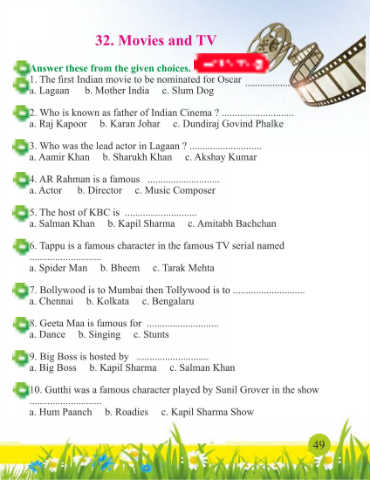 32. Movies and TV
Answer these from the given choices.
1. The first Indian movie to be nominated for Oscar ..................
a. Lagaan b. Mother India c. Slum Dog
2. Who is known as father of Indian Cinema ? ............................
a. Raj Kapoor b. Karan Johar c. Dundiraj Govind Phalke
3. Who was the lead actor in Lagaan ? ............................
a. Aamir Khan b. Sharukh Khan c. Akshay Kumar
4. AR Rahman is a famous ............................
a. Actor b. Director c. Music Composer
5. The host of KBC is ............................
a. Salman Khan b. Kapil Sharma c. Amitabh Bachchan
6. Tappu is a famous character in the famous TV serial named
............................
a. Spider Man b. Bheem c. Tarak Mehta
7. Bollywood is to Mumbai then Tollywood is to ............................
a. Chennai b. Kolkata c. Bengalaru
8. Geeta Maa is famous for ............................
a. Dance b. Singing c. Stunts
9. Big Boss is hosted by ............................
a. Big Boss b. Kapil Sharma c. Salman Khan
10. Gutthi was a famous character played by Sunil Grover in the show
............................
a. Hum Paanch b. Roadies c. Kapil Sharma Show
49